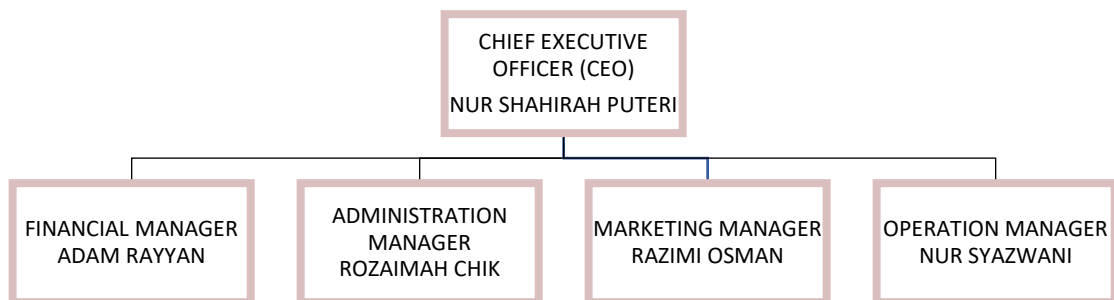 CHIEF EXECUTIVE
OFFICER (CEO)
NUR SHAHIRAH PUTERI
FINANCIAL MANAGER
ADAM RAYYAN
ADMINISTRATION
MANAGER
ROZAIMAH CHIK
MARKETING MANAGER
RAZIMI OSMAN
OPERATION MANAGER
NUR SYAZWANI